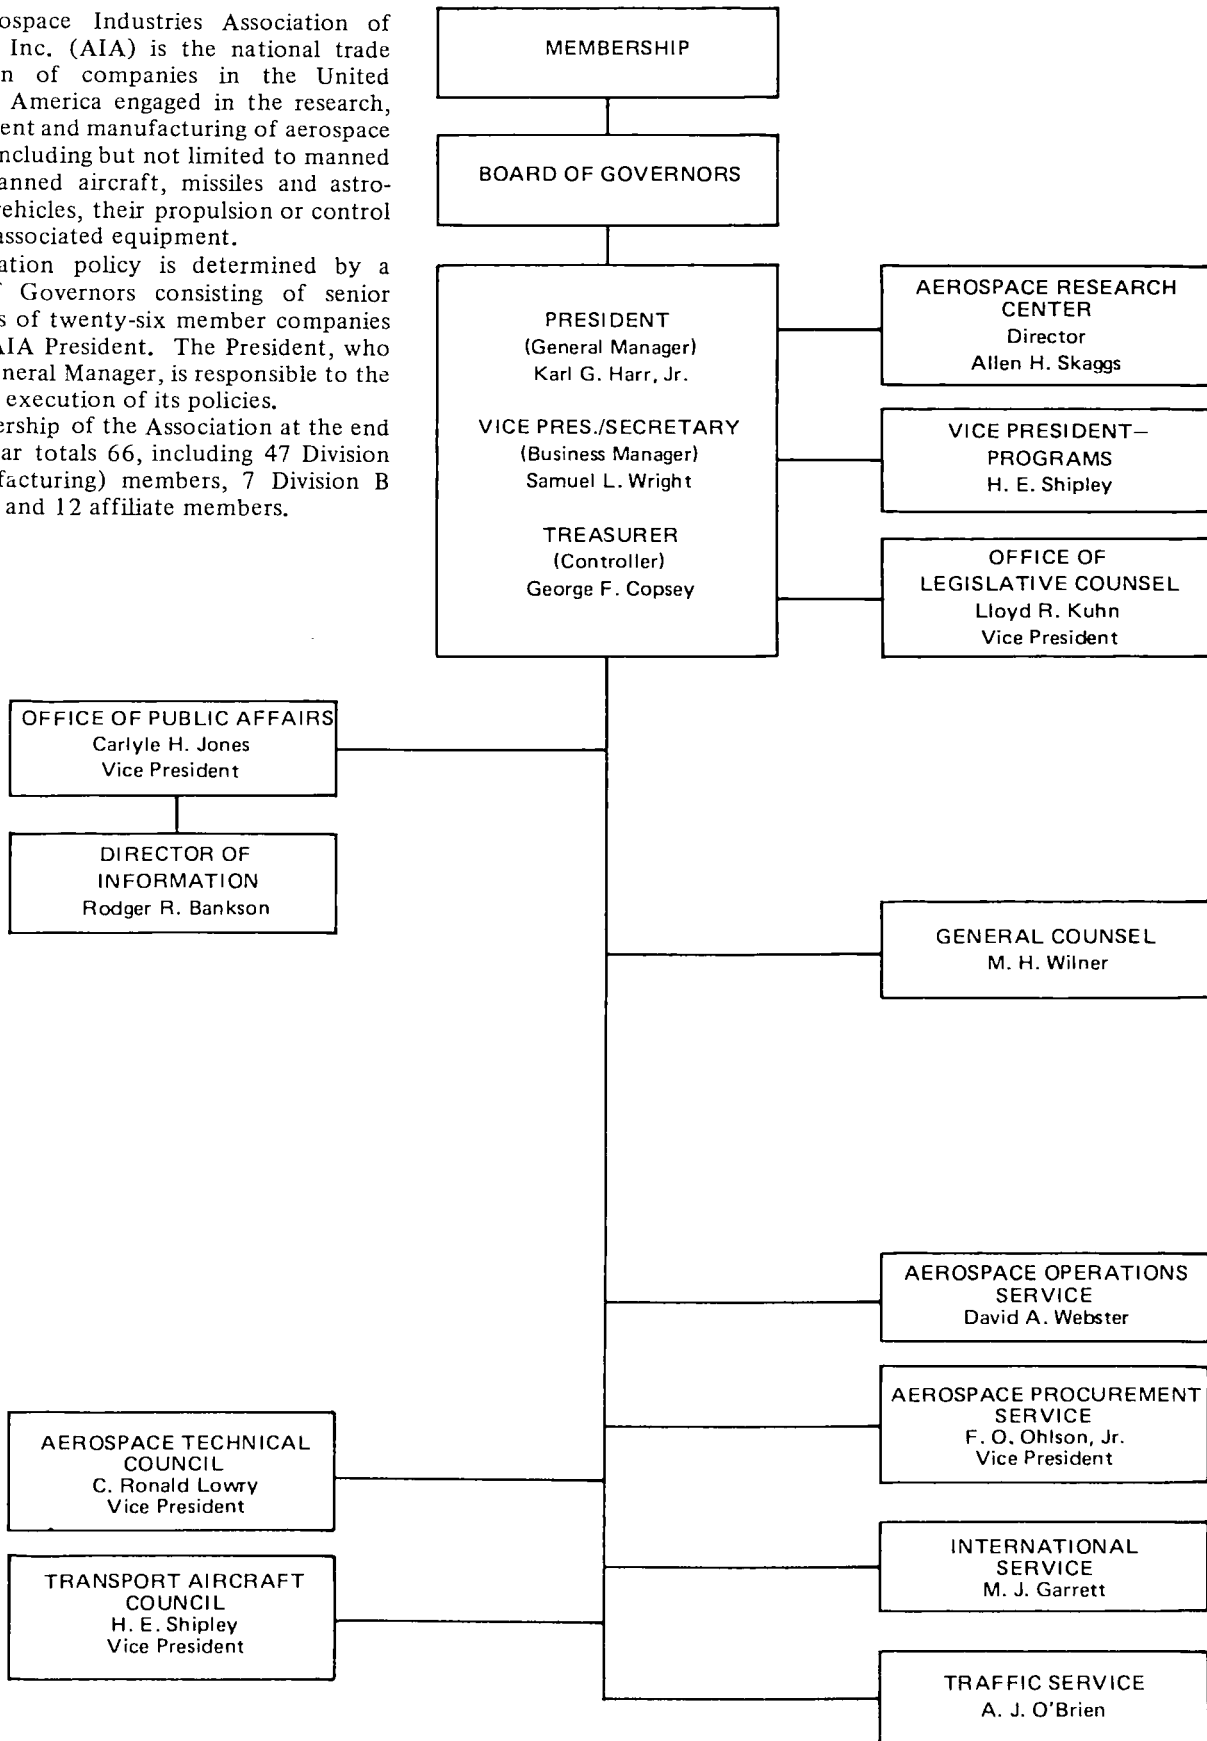 ospace Industries Association of
Inc. (AIA) is the national trade
n of companies in the United
America engaged in the research,
ent and manufacturing of aerospace
ncluding but not limited to manned
anned aircraft, missiles and astro-
ehicles, their propulsion or control
associated equipment.
ation policy is determined by a
Governors consisting of senior
s of twenty-six member companies
AIA President. The President, who
neral Manager, is responsible to the
execution of its policies.
ership of the Association at the end
ar totals 66, including 47 Division
facturing) members, 7 Division B
and 12 affiliate members.
MEMBERSHIP
BOARD OF GOVERNORS
PRESIDENT
(General Manager)
Karl G. Harr, Jr.
VICE PRES./SECRETARY
(Business Manager)
Samuel L. Wright
TREASURER
(Controller)
George F. Copsey
AEROSPACE RESEARCH
CENTER
Director
Allen H. Skaggs
VICE PRESIDENT—
PROGRAMS
H. E. Shipley
OFFICE OF
LEGISLATIVE COUNSEL
Lloyd R. Kuhn
Vice President
OFFICE OF PUBLIC AFFAIRS
Carlyle H. Jones
Vice President
DIRECTOR OF
INFORMATION
Rodger R. Bankson
GENERAL COUNSEL
M. H. Wilner
AEROSPACE OPERATIONS
SERVICE
David A. Webster
AEROSPACE PROCUREMENT
SERVICE
F. O. Ohlson, Jr.
Vice President
AEROSPACE TECHNICAL
COUNCIL
C. Ronald Lowry
Vice President
INTERNATIONAL
SERVICE
M. J. Garrett
TRANSPORT AIRCRAFT
COUNCIL
H. E. Shipley
Vice President
TRAFFIC SERVICE
A. J. O'Brien